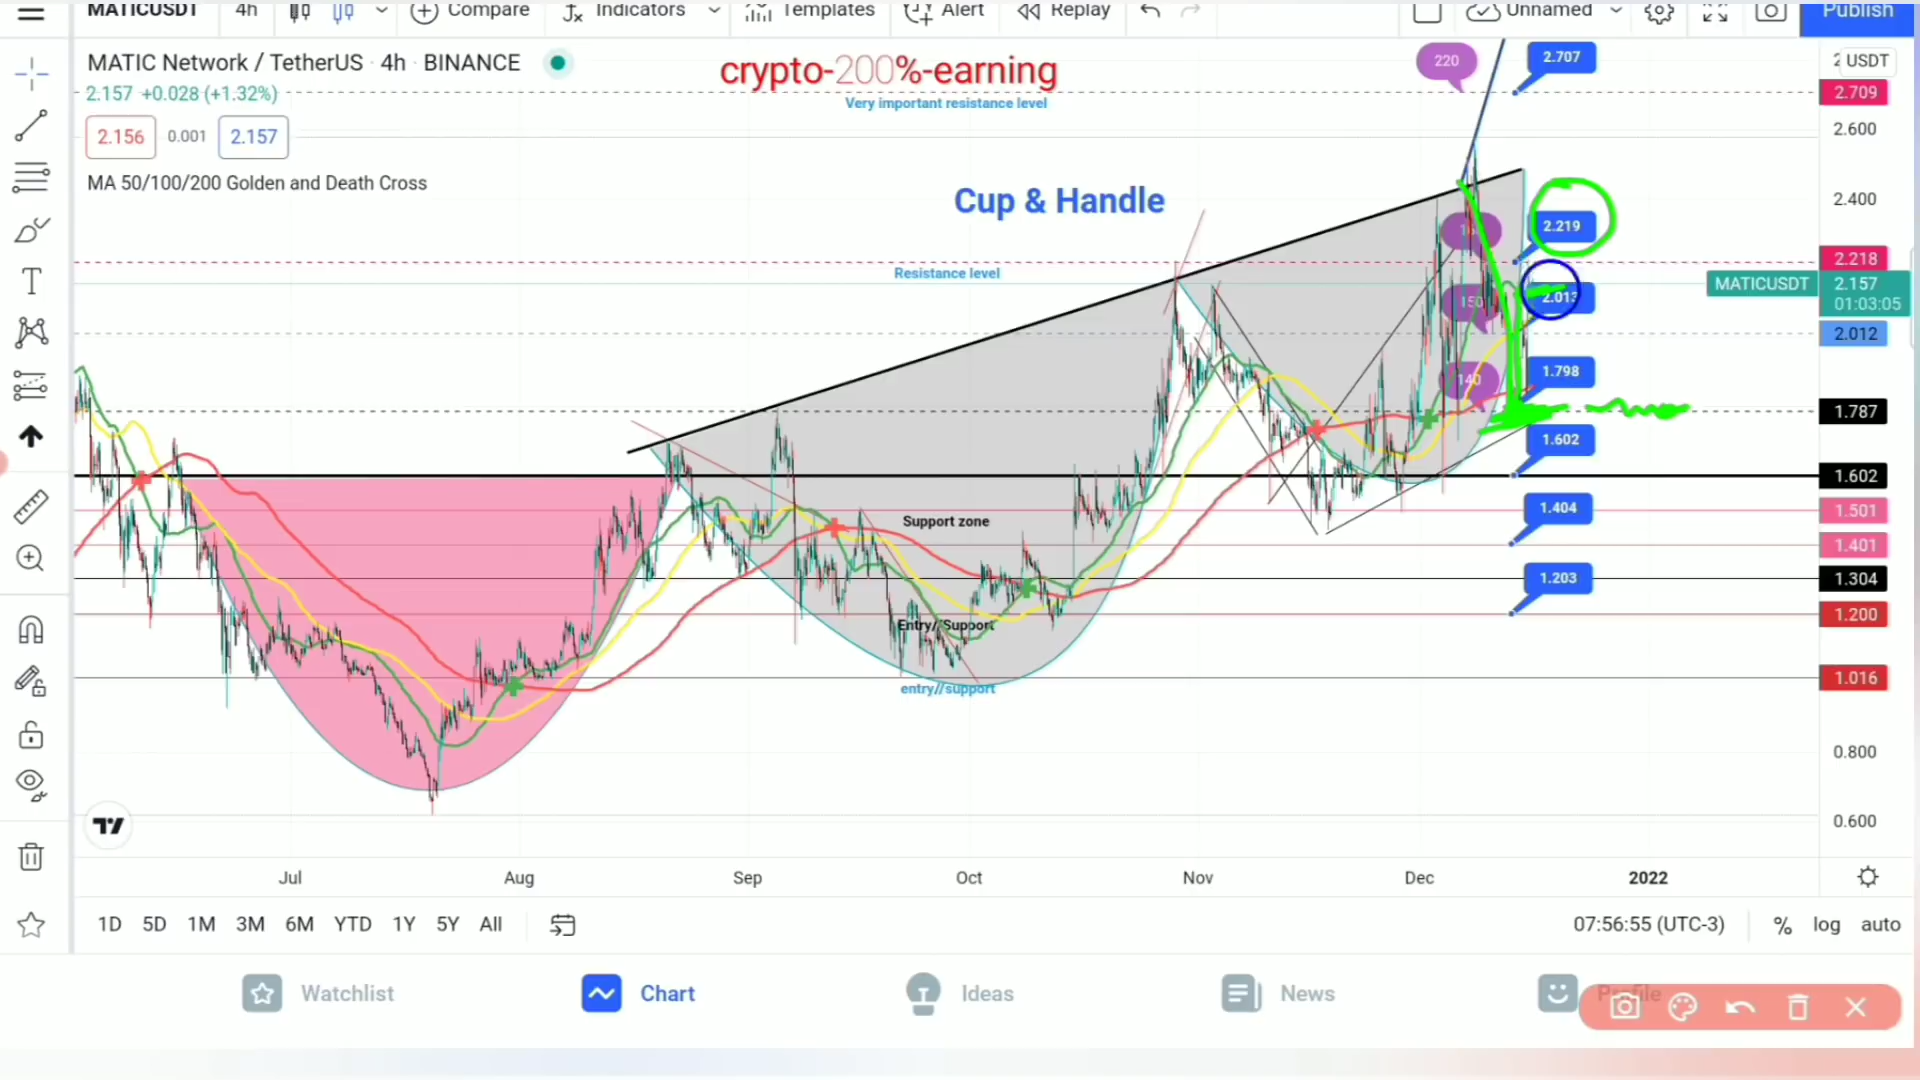 MATICUSDT 4h Compare Indicators Templates Alert Replay Unnamed Publish
MATIC Network / TetherUS · 4h · BINANCE
2.157 +0.028 (+1.32%)
2.156 0.001 2.157
MA 50/100/200 Golden and Death Cross
crypto-200%-earning
Very important resistance level
Cup & Handle
Resistance level
Support zone
Entry//Support
entry//support
220
150
140
2.707
2.219
2.013
1.798
1.602
1.404
1.203
USDT
2.709
2.600
2.400
2.218
MATICUSDT 2.157
01:03:05
2.012
1.787
1.602
1.501
1.401
1.304
1.200
1.016
0.800
0.600
Jul Aug Sep Oct Nov Dec 2022
1D 5D 1M 3M 6M YTD 1Y 5Y All 07:56:55 (UTC-3) % log auto
Watchlist Chart Ideas News Profile